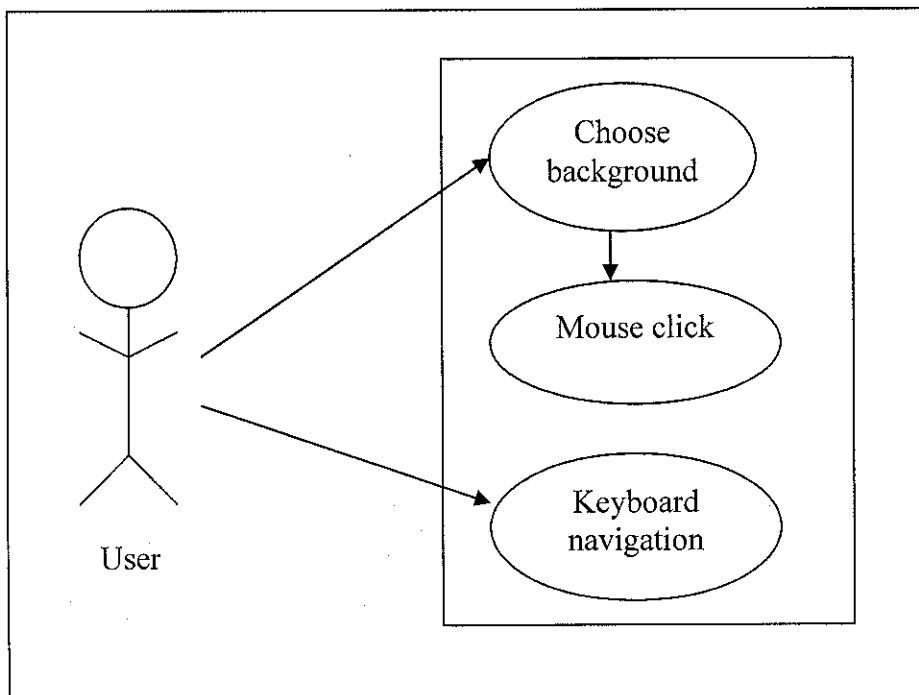 Choose
background
Mouse click
Keyboard
navigation
User